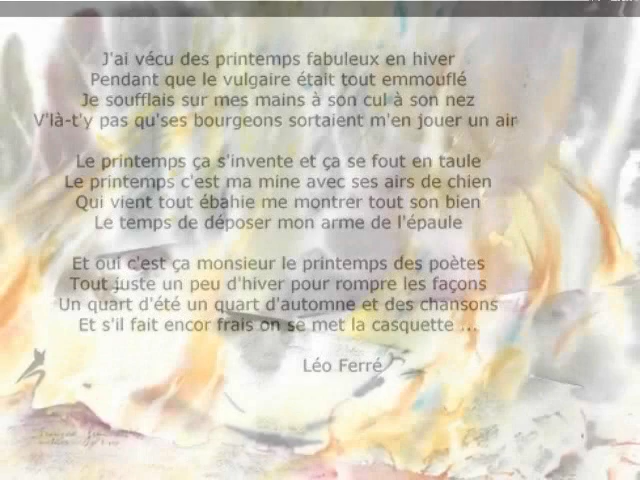 J'ai vécu des printemps fabuleux en hiver
Pendant que le vulgaire était tout emmouflé
Je soufflais sur mes mains à son cul à son nez
V'là-t'y pas qu'ses bourgeons sortaient m'en jouer un air
Le printemps ça s'invente et ça se fout en taule
Le printemps c'est ma mine avec ses airs de chien
Qui vient tout ébahie me montrer tout son bien
Le temps de déposer mon arme de l'épaule
Et oui c'est ça monsieur le printemps des poètes
Tout juste un peu d'hiver pour rompre les façons
Un quart d'été un quart d'automne et des chansons
Et s'il fait encor frais on se met la casquette ...
Léo Ferré